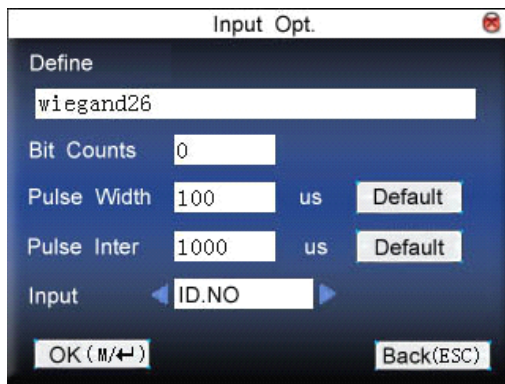 Input Opt.
Define
wiegand26
Bit Counts 0
Pulse Width 100 us Default
Pulse Inter 1000 us Default
Input ID.NO
OK(M/↵) Back(ESC)